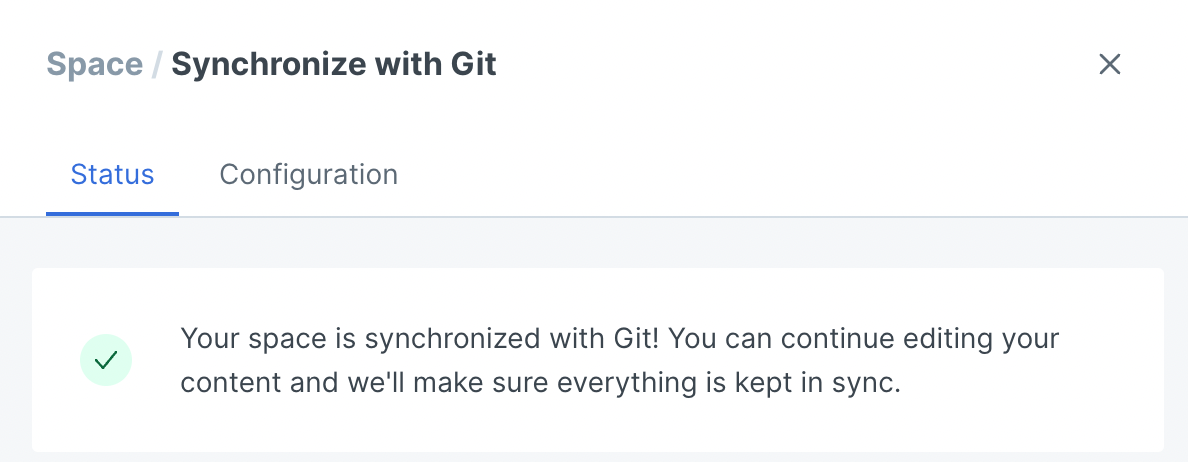 Space / Synchronize with Git
Status Configuration
Your space is synchronized with Git! You can continue editing your
content and we'll make sure everything is kept in sync.